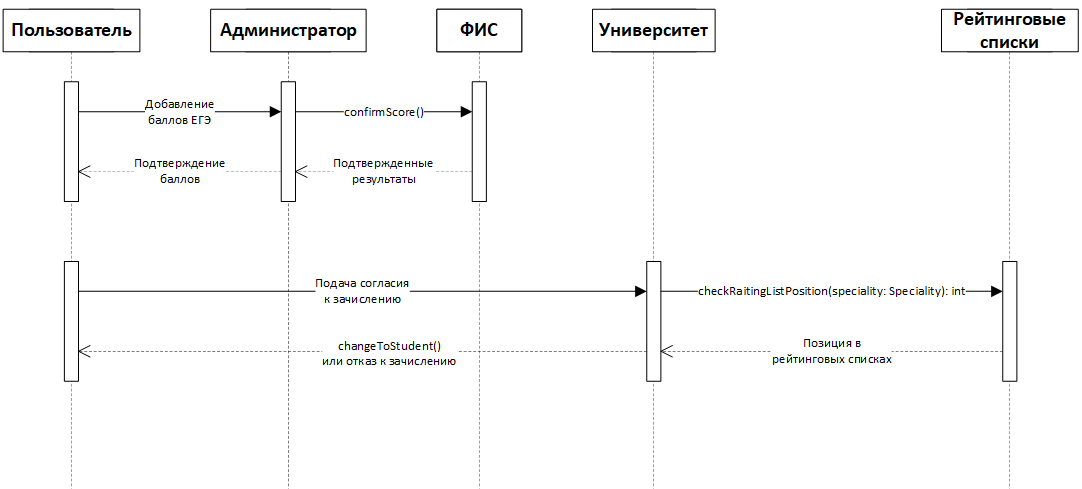 Пользователь
Администратор
ФИС
Университет
Рейтинговые
списки
Добавление
баллов ЕГЭ
confirmScore()
Подтверждение
баллов
Подтвержденные
результаты
Подача согласия
к зачислению
checkRaitingListPosition(speciality: Speciality): int
changeToStudent()
или отказ к зачислению
Позиция в
рейтинговых списках